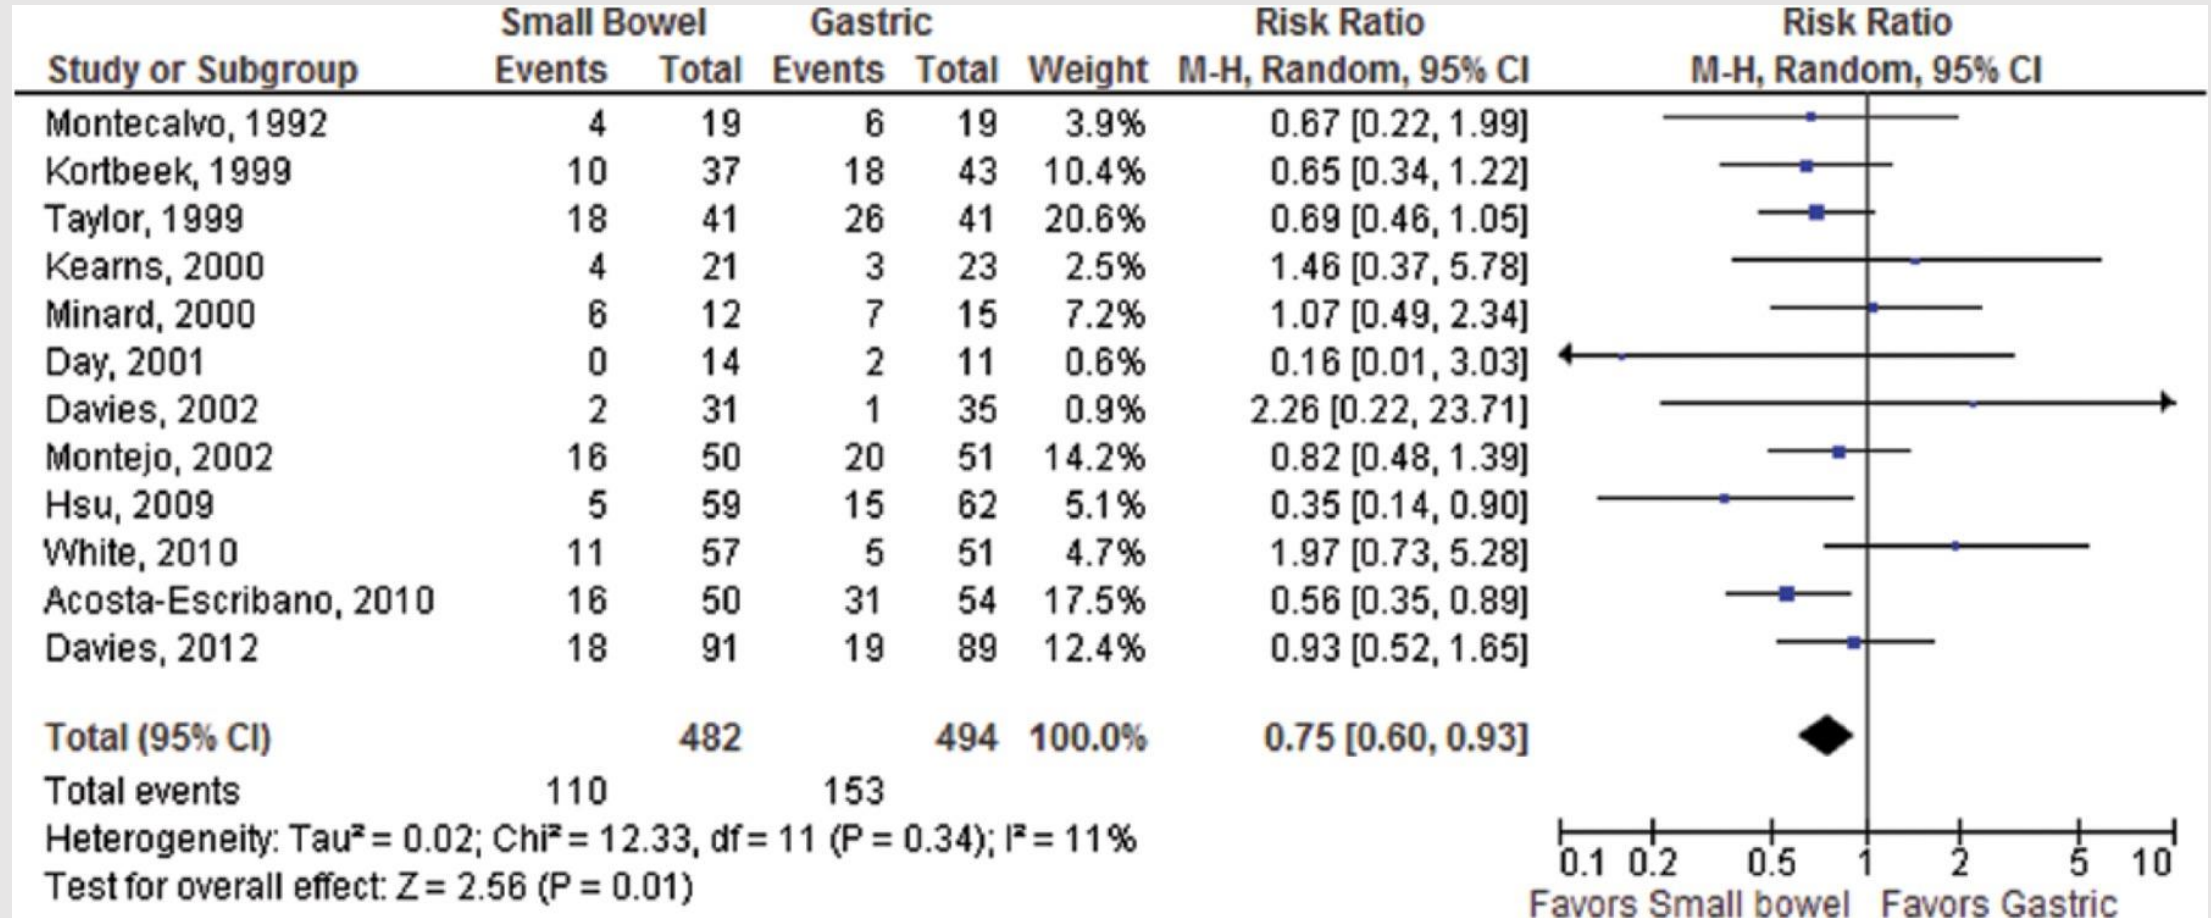 Small Bowel Gastric Risk Ratio Risk Ratio
Study or Subgroup Events Total Events Total Weight M-H, Random, 95% CI M-H, Random, 95% CI
Montecalvo, 1992 4 19 6 19 3.9% 0.67 [0.22, 1.99]
Kortbeek, 1999 10 37 18 43 10.4% 0.65 [0.34, 1.22]
Taylor, 1999 18 41 26 41 20.6% 0.69 [0.46, 1.05]
Kearns, 2000 4 21 3 23 2.5% 1.46 [0.37, 5.78]
Minard, 2000 6 12 7 15 7.2% 1.07 [0.49, 2.34]
Day, 2001 0 14 2 11 0.6% 0.16 [0.01, 3.03]
Davies, 2002 2 31 1 35 0.9% 2.26 [0.22, 23.71]
Montejo, 2002 16 50 20 51 14.2% 0.82 [0.48, 1.39]
Hsu, 2009 5 59 15 62 5.1% 0.35 [0.14, 0.90]
White, 2010 11 57 5 51 4.7% 1.97 [0.73, 5.28]
Acosta-Escribano, 2010 16 50 31 54 17.5% 0.56 [0.35, 0.89]
Davies, 2012 18 91 19 89 12.4% 0.93 [0.52, 1.65]
Total (95% CI) 482 494 100.0% 0.75 [0.60, 0.93]
Total events 110 153
Heterogeneity: Tau² = 0.02; Chi² = 12.33, df = 11 (P = 0.34); I² = 11%
Test for overall effect: Z = 2.56 (P = 0.01)
0.1 0.2 0.5 1 2 5 10
Favors Small bowel Favors Gastric